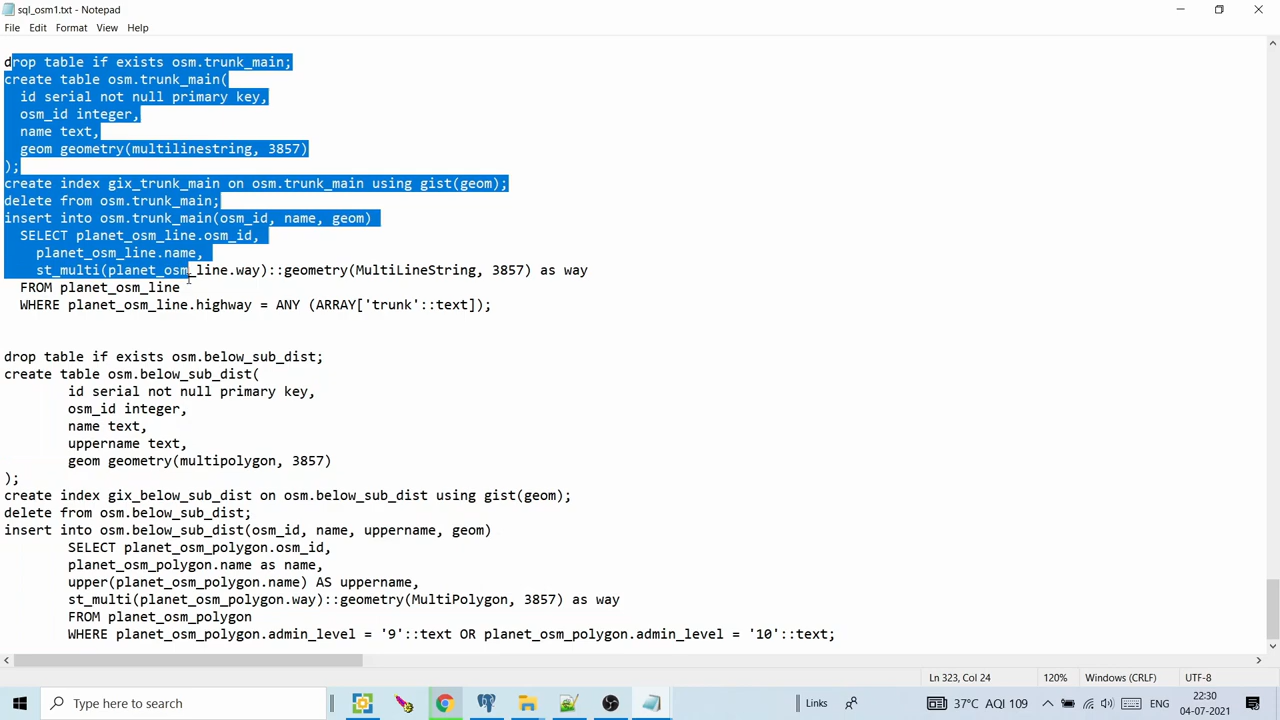 sql_osm1.txt - Notepad
File Edit Format View Help
drop table if exists osm.trunk_main;
create table osm.trunk_main(
id serial not null primary key,
osm_id integer,
name text,
geom geometry(multilinestring, 3857)
);
create index gix_trunk_main on osm.trunk_main using gist(geom);
delete from osm.trunk_main;
insert into osm.trunk_main(osm_id, name, geom)
SELECT planet_osm_line.osm_id,
planet_osm_line.name,
st_multi(planet_osm_line.way)::geometry(MultiLineString, 3857) as way
FROM planet_osm_line
WHERE planet_osm_line.highway = ANY (ARRAY['trunk'::text]);
drop table if exists osm.below_sub_dist;
create table osm.below_sub_dist(
id serial not null primary key,
osm_id integer,
name text,
uppername text,
geom geometry(multipolygon, 3857)
);
create index gix_below_sub_dist on osm.below_sub_dist using gist(geom);
delete from osm.below_sub_dist;
insert into osm.below_sub_dist(osm_id, name, uppername, geom)
SELECT planet_osm_polygon.osm_id,
planet_osm_polygon.name as name,
upper(planet_osm_polygon.name) AS uppername,
st_multi(planet_osm_polygon.way)::geometry(MultiPolygon, 3857) as way
FROM planet_osm_polygon
WHERE planet_osm_polygon.admin_level = '9'::text OR planet_osm_polygon.admin_level = '10'::text;
Ln 323, Col 24 120% Windows (CRLF) UTF-8
Type here to search Links 37°C AQI 109 ENG 22:30
04-07-2021